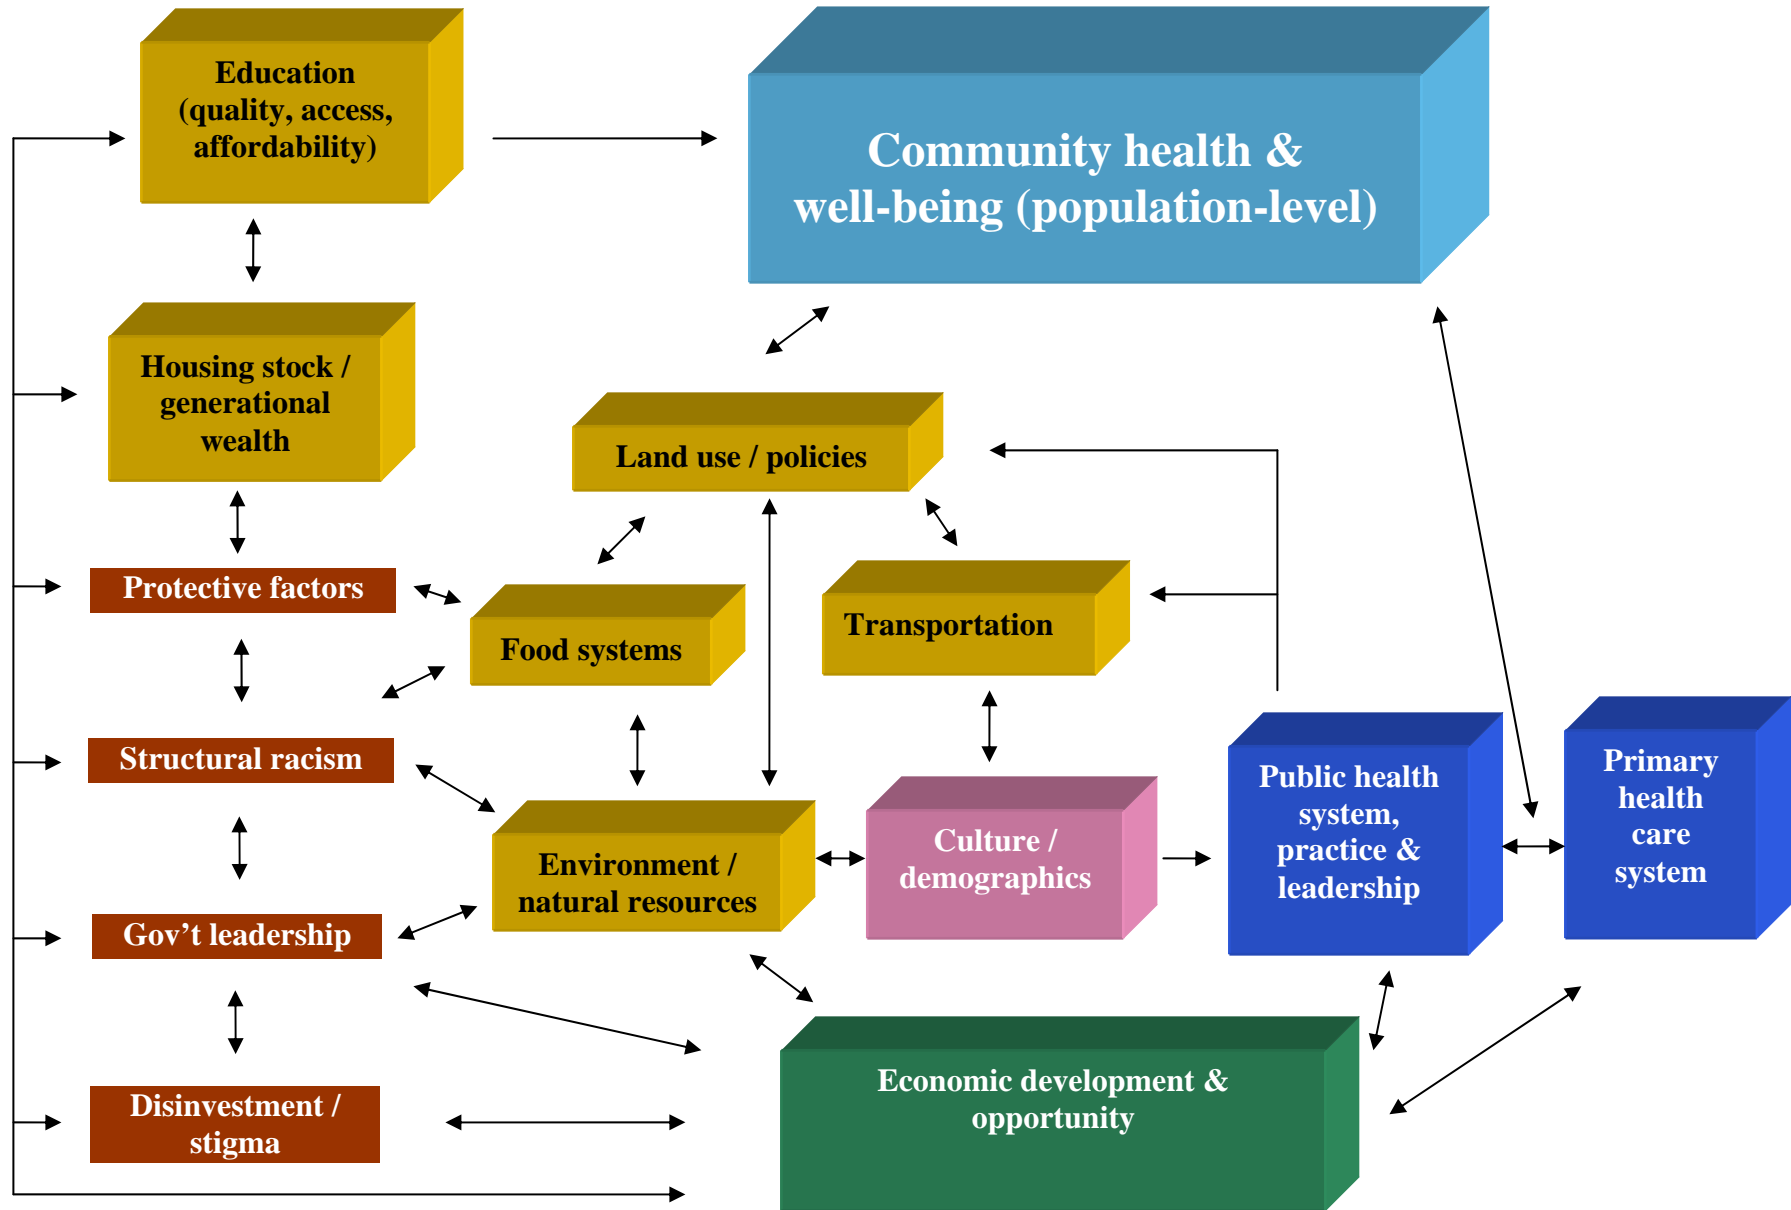 Education
(quality, access,
affordability)
Community health &
well-being (population-level)
Housing stock /
generational
wealth
Land use / policies
Protective factors
Food systems
Transportation
Structural racism
Public health
system,
practice &
leadership
Primary
health
care
system
Culture /
demographics
Environment /
natural resources
Gov’t leadership
Economic development &
opportunity
Disinvestment /
stigma